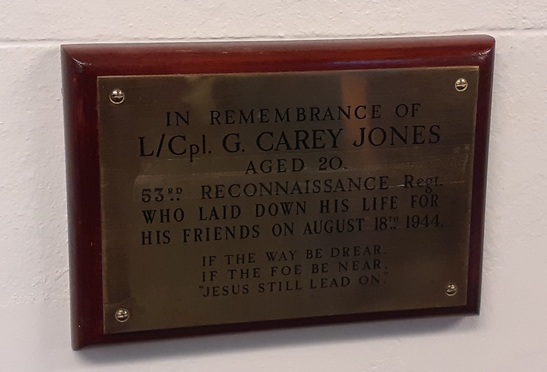 IN REMEMBRANCE OF
L/Cpl. G. CAREY JONES
AGED 20.
53RD RECONNAISSANCE Regt.
WHO LAID DOWN HIS LIFE FOR
HIS FRIENDS ON AUGUST 18TH 1944.
IF THE WAY BE DREAR,
IF THE FOE BE NEAR,
"JESUS STILL LEAD ON."